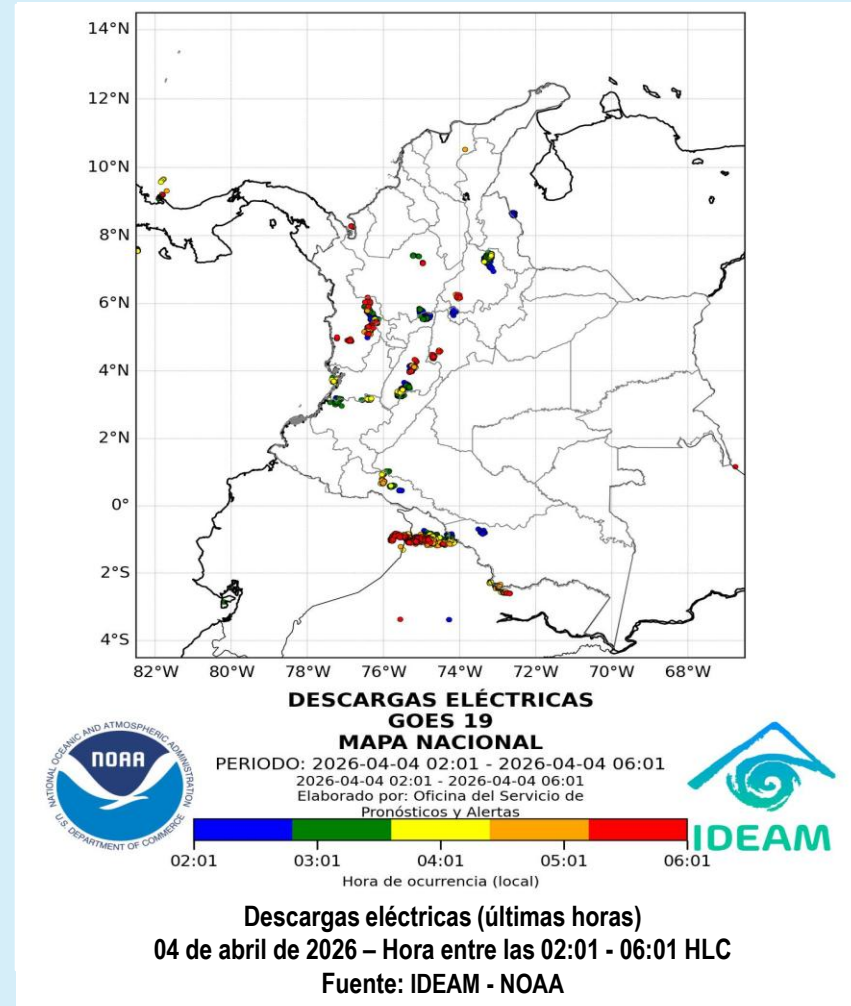 14°N
12°N
10°N
8°N
6°N
4°N
2°N
0°
2°S
4°S
82°W 80°W 78°W 76°W 74°W 72°W 70°W 68°W
DESCARGAS ELÉCTRICAS
GOES 19
MAPA NACIONAL
PERIODO: 2026-04-04 02:01 - 2026-04-04 06:01
2026-04-04 02:01 - 2026-04-04 06:01
Elaborado por: Oficina del Servicio de
Pronósticos y Alertas
NATIONAL OCEANIC AND ATMOSPHERIC ADMINISTRATION
NOAA
U.S. DEPARTMENT OF COMMERCE
IDEAM
02:01 03:01 04:01 05:01 06:01
Hora de ocurrencia (local)
Descargas eléctricas (últimas horas)
04 de abril de 2026 – Hora entre las 02:01 - 06:01 HLC
Fuente: IDEAM - NOAA